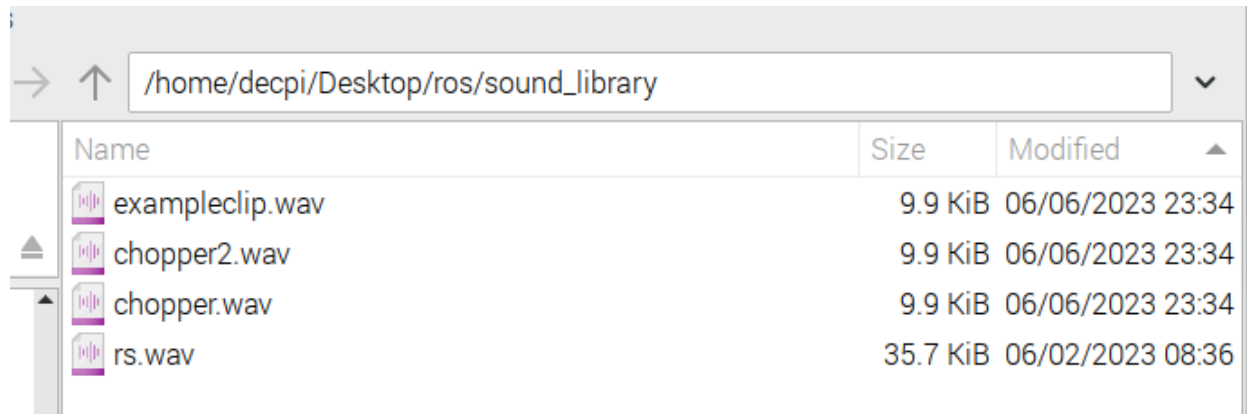 /home/decpi/Desktop/ros/sound_library
Name Size Modified
exampleclip.wav 9.9 KiB 06/06/2023 23:34
chopper2.wav 9.9 KiB 06/06/2023 23:34
chopper.wav 9.9 KiB 06/06/2023 23:34
rs.wav 35.7 KiB 06/02/2023 08:36